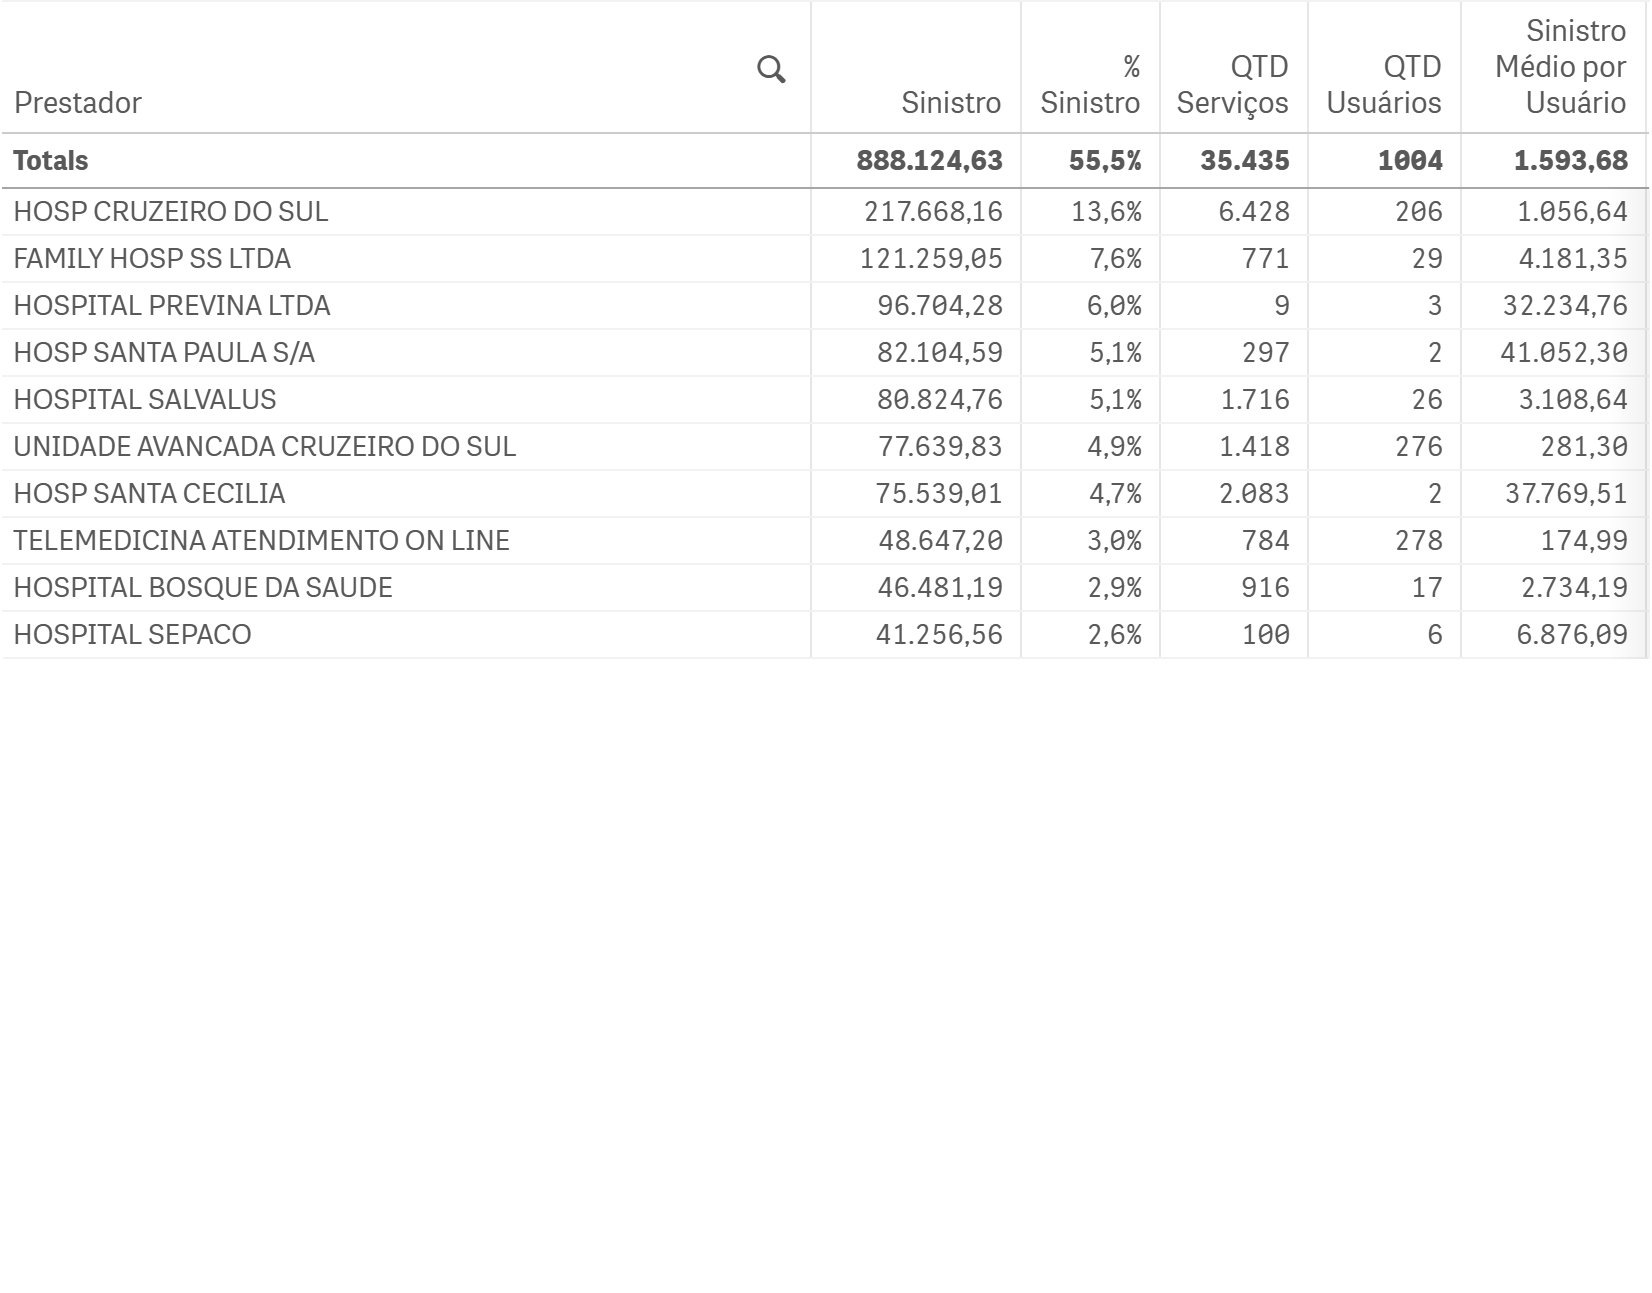 Prestador Sinistro % Sinistro QTD Serviços QTD Usuários Sinistro Médio por Usuário
Totals 888.124,63 55,5% 35.435 1004 1.593,68
HOSP CRUZEIRO DO SUL 217.668,16 13,6% 6.428 206 1.056,64
FAMILY HOSP SS LTDA 121.259,05 7,6% 771 29 4.181,35
HOSPITAL PREVINA LTDA 96.704,28 6,0% 9 3 32.234,76
HOSP SANTA PAULA S/A 82.104,59 5,1% 297 2 41.052,30
HOSPITAL SALVALUS 80.824,76 5,1% 1.716 26 3.108,64
UNIDADE AVANCADA CRUZEIRO DO SUL 77.639,83 4,9% 1.418 276 281,30
HOSP SANTA CECILIA 75.539,01 4,7% 2.083 2 37.769,51
TELEMEDICINA ATENDIMENTO ON LINE 48.647,20 3,0% 784 278 174,99
HOSPITAL BOSQUE DA SAUDE 46.481,19 2,9% 916 17 2.734,19
HOSPITAL SEPACO 41.256,56 2,6% 100 6 6.876,09